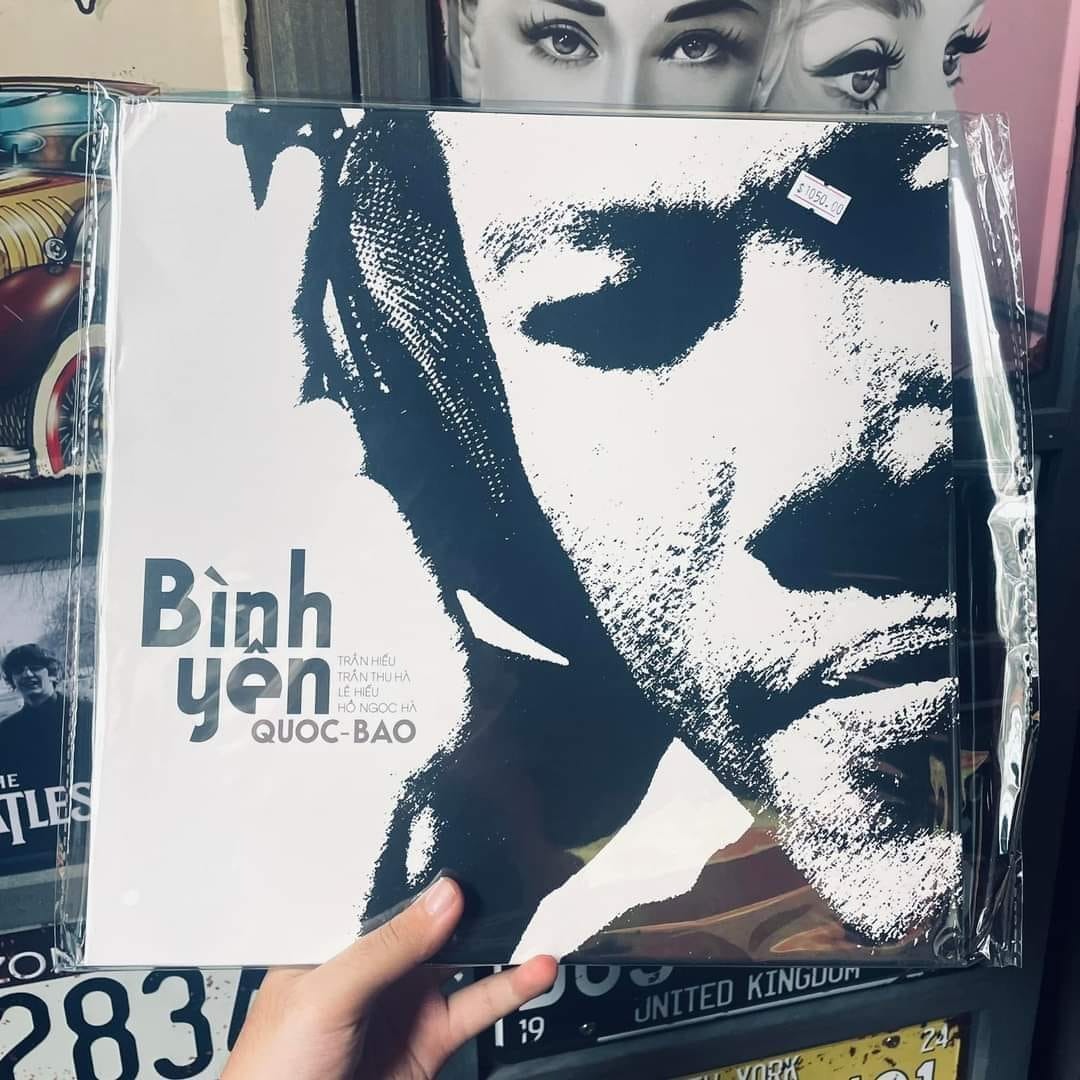 $ 1050.00
Bình
yên
TRẦN HIẾU
TRẦN THU HÀ
LÊ HIẾU
HỒ NGỌC HÀ
QUOC-BAO
ATLES
283
UNITED KINGDOM
19
24
YORK